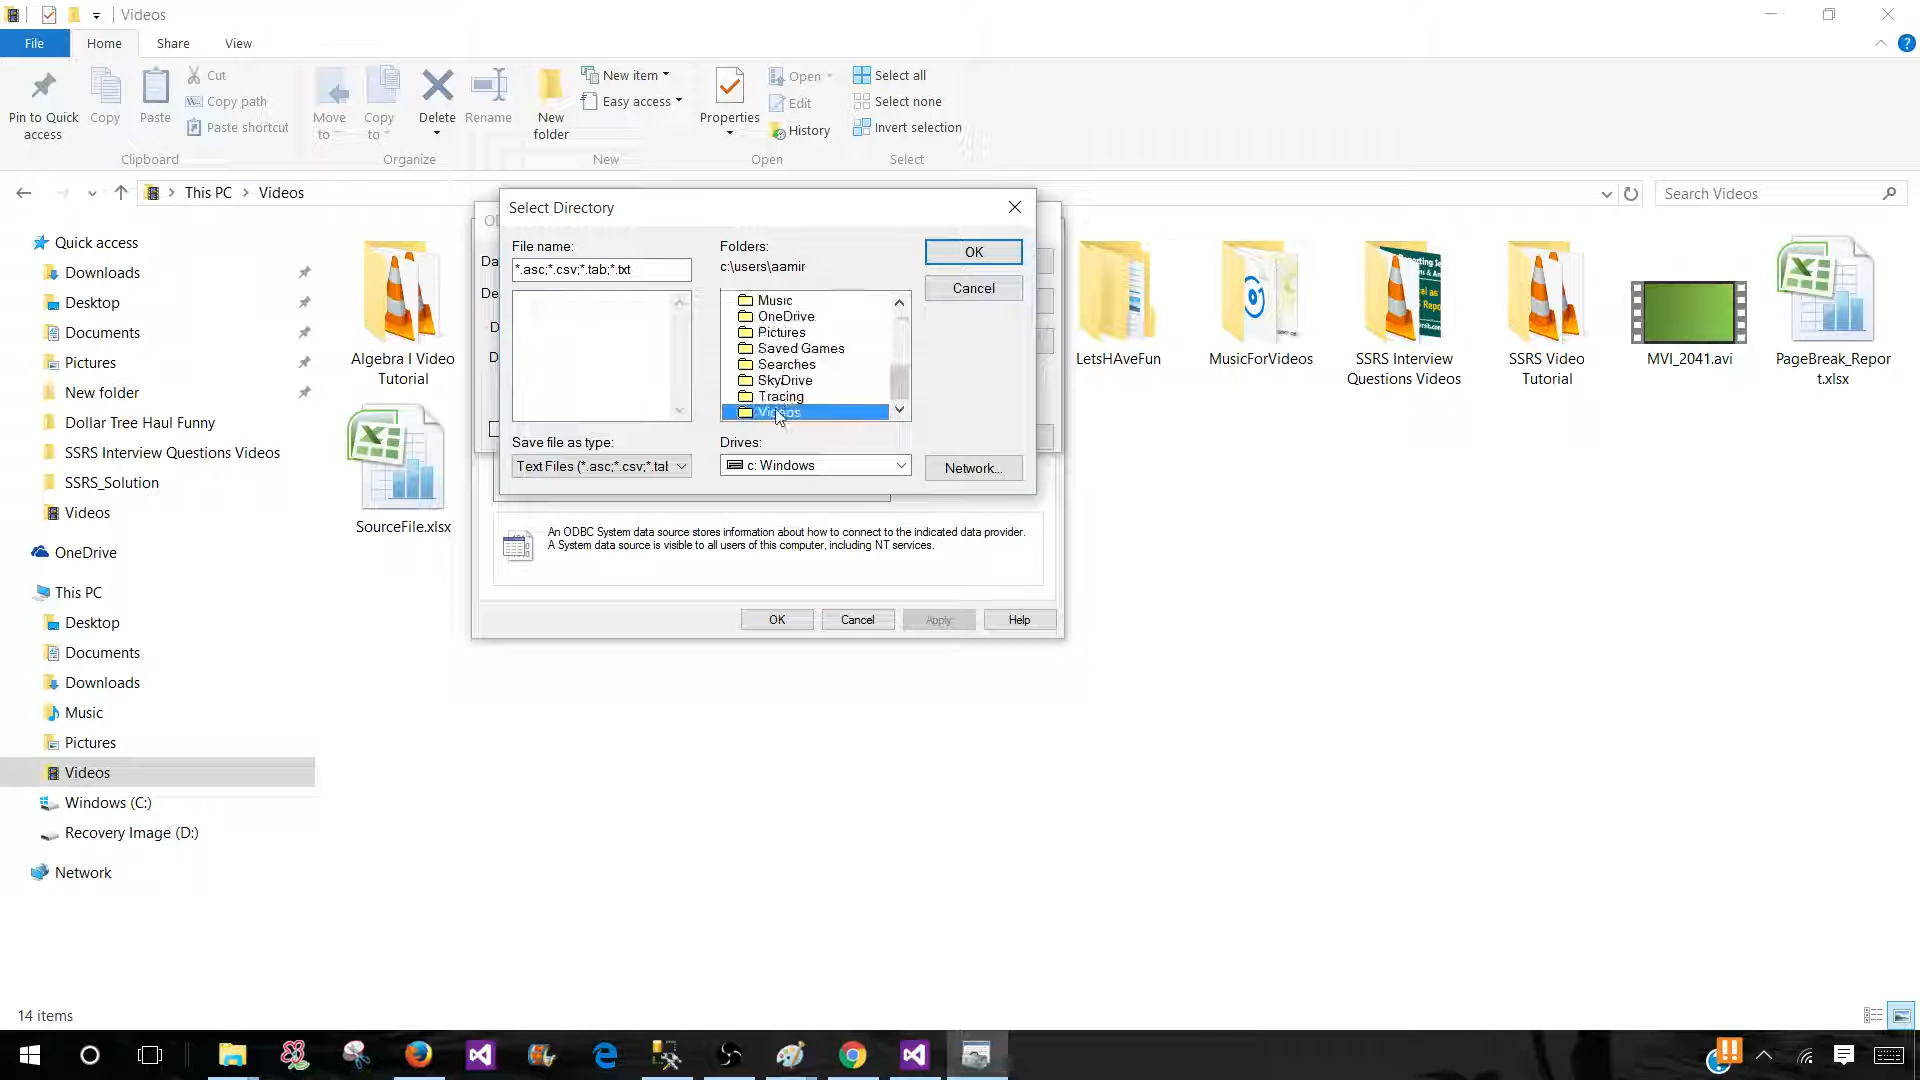 Videos
File
Home
Share
View
Pin to Quick
access
Copy
Paste
Cut
Copy path
Paste shortcut
Clipboard
Move
to
Copy
to
Delete
Rename
Organize
New
folder
New item
Easy access
New
Properties
Open
Edit
History
Open
Select all
Select none
Invert selection
Select
This PC
Videos
Search Videos
Quick access
Downloads
Desktop
Documents
Pictures
New folder
Dollar Tree Haul Funny
SSRS Interview Questions Videos
SSRS_Solution
Videos
OneDrive
This PC
Desktop
Documents
Downloads
Music
Pictures
Videos
Windows (C:)
Recovery Image (D:)
Network
Algebra I Video
Tutorial
SourceFile.xlsx
LetsHAveFun
MusicForVideos
SSRS Interview
Questions Videos
SSRS Video
Tutorial
MVI_2041.avi
PageBreak_Repor
t.xlsx
Select Directory
File name:
*.asc;*.csv;*.tab;*.txt
Folders:
c:\users\aamir
OK
Cancel
Music
OneDrive
Pictures
Saved Games
Searches
SkyDrive
Tracing
Videos
Save file as type:
Text Files (*.asc;*.csv;*.tab
Drives:
c: Windows
Network...
An ODBC System data source stores information about how to connect to the indicated data provider.
A System data source is visible to all users of this computer, including NT services.
OK
Cancel
Apply
Help
14 items